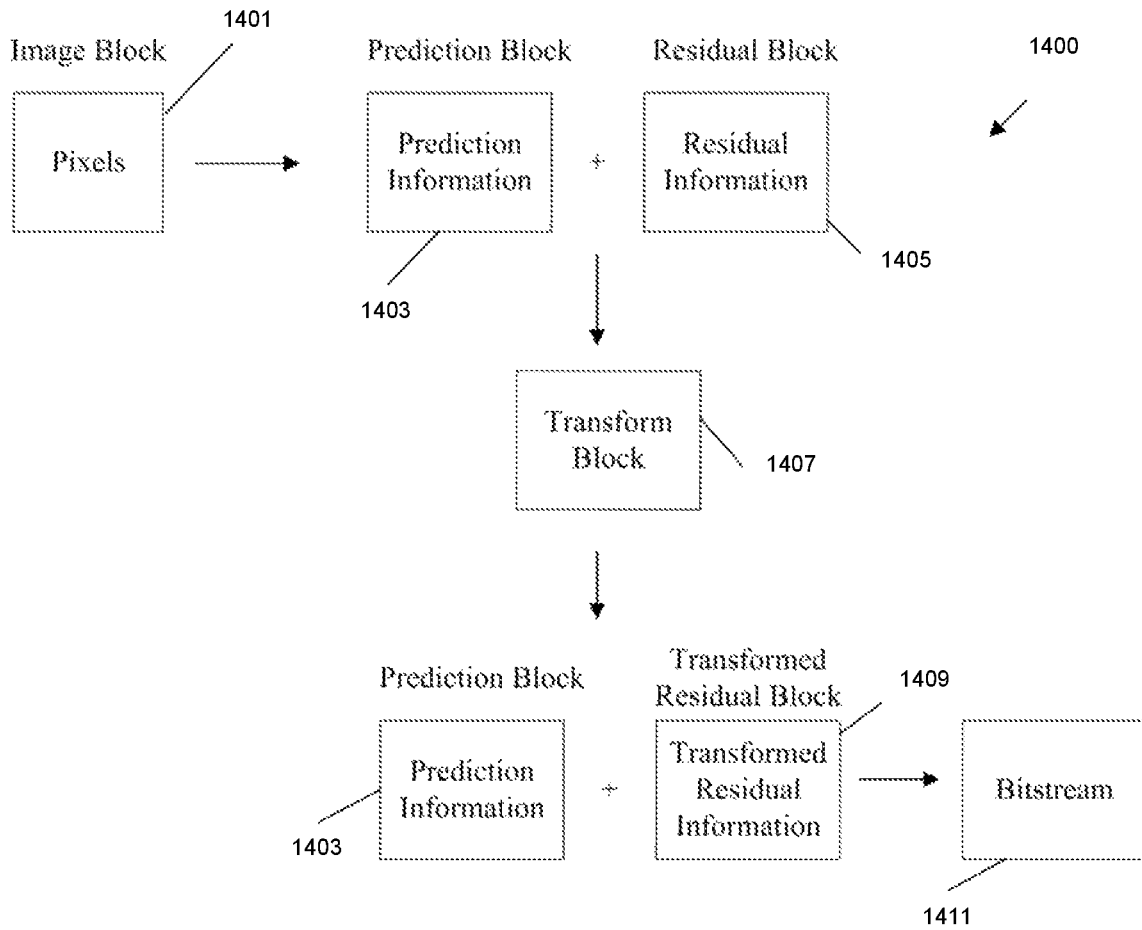 1401
Image Block
Prediction Block
Residual Block
1400
Pixels
Prediction
Information
+
Residual
Information
1403
1405
Transform
Block
1407
Prediction Block
Transformed
Residual Block
1409
Prediction
Information
+
Transformed
Residual
Information
Bitstream
1403
1411